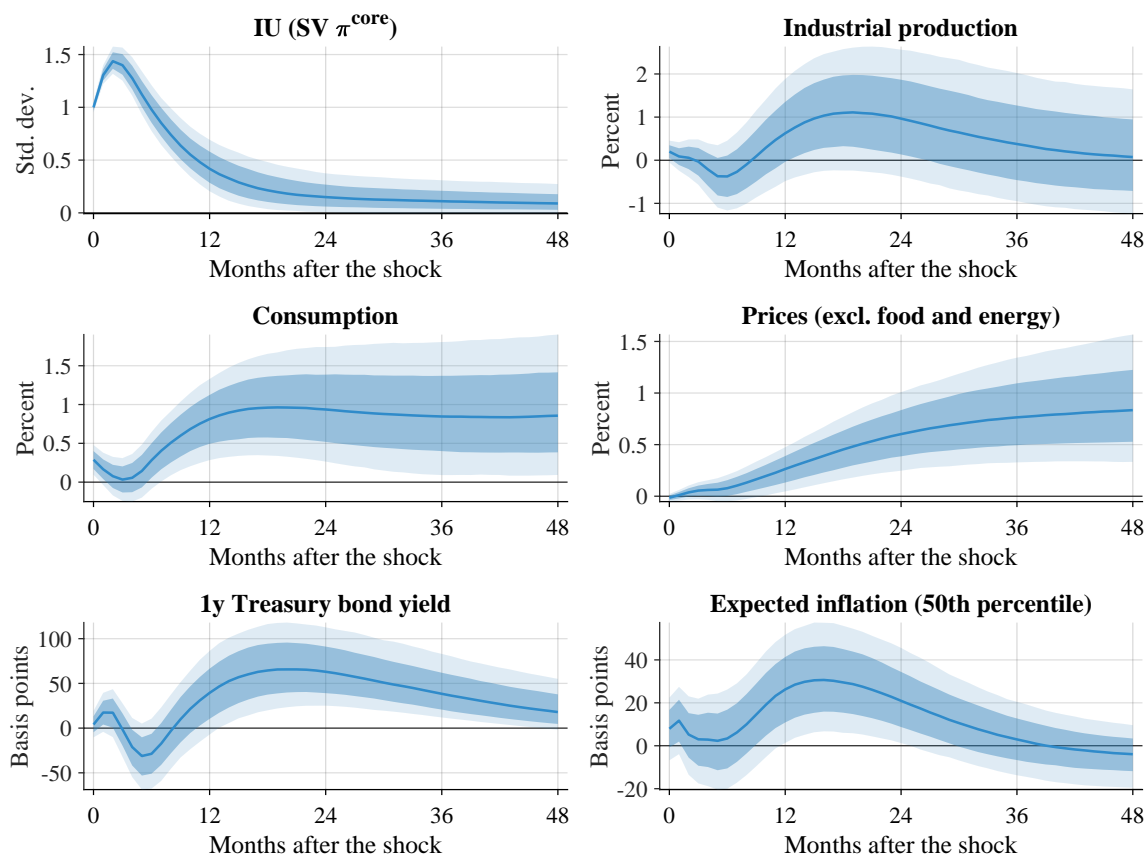 IU (SV π^core)
Std. dev.
1.5
1
0.5
0
0 12 24 36 48
Months after the shock
Industrial production
Percent
2
1
0
-1
0 12 24 36 48
Months after the shock
Consumption
Percent
1.5
1
0.5
0
0 12 24 36 48
Months after the shock
Prices (excl. food and energy)
Percent
1.5
1
0.5
0
0 12 24 36 48
Months after the shock
1y Treasury bond yield
Basis points
100
50
0
-50
0 12 24 36 48
Months after the shock
Expected inflation (50th percentile)
Basis points
40
20
0
-20
0 12 24 36 48
Months after the shock